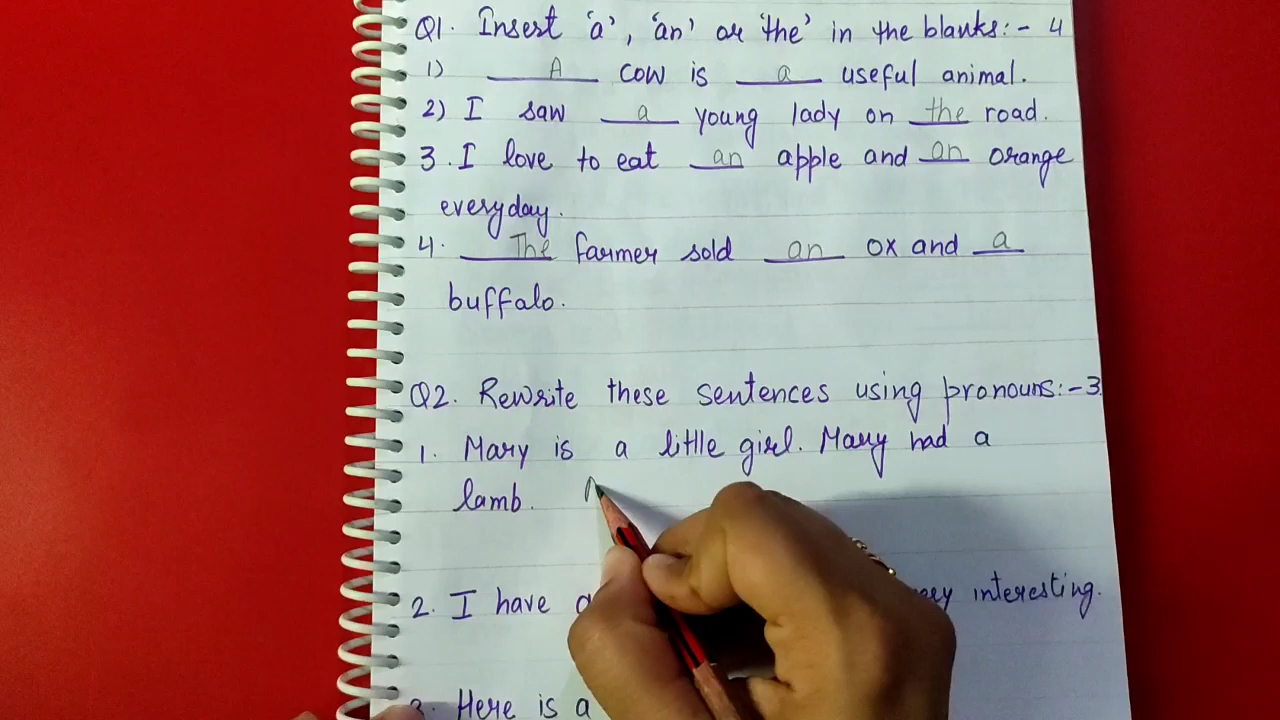 Q1. Insert 'a', 'an' or 'the' in the blanks:- 4
1) A cow is a useful animal.
2) I saw a young lady on the road.
3. I love to eat an apple and an orange
everyday.
4. The farmer sold an ox and a
buffalo.
Q2. Rewrite these sentences using pronouns:-3
1. Mary is a little girl. Mary had a
lamb.
2. I have interesting.
3. Here is a